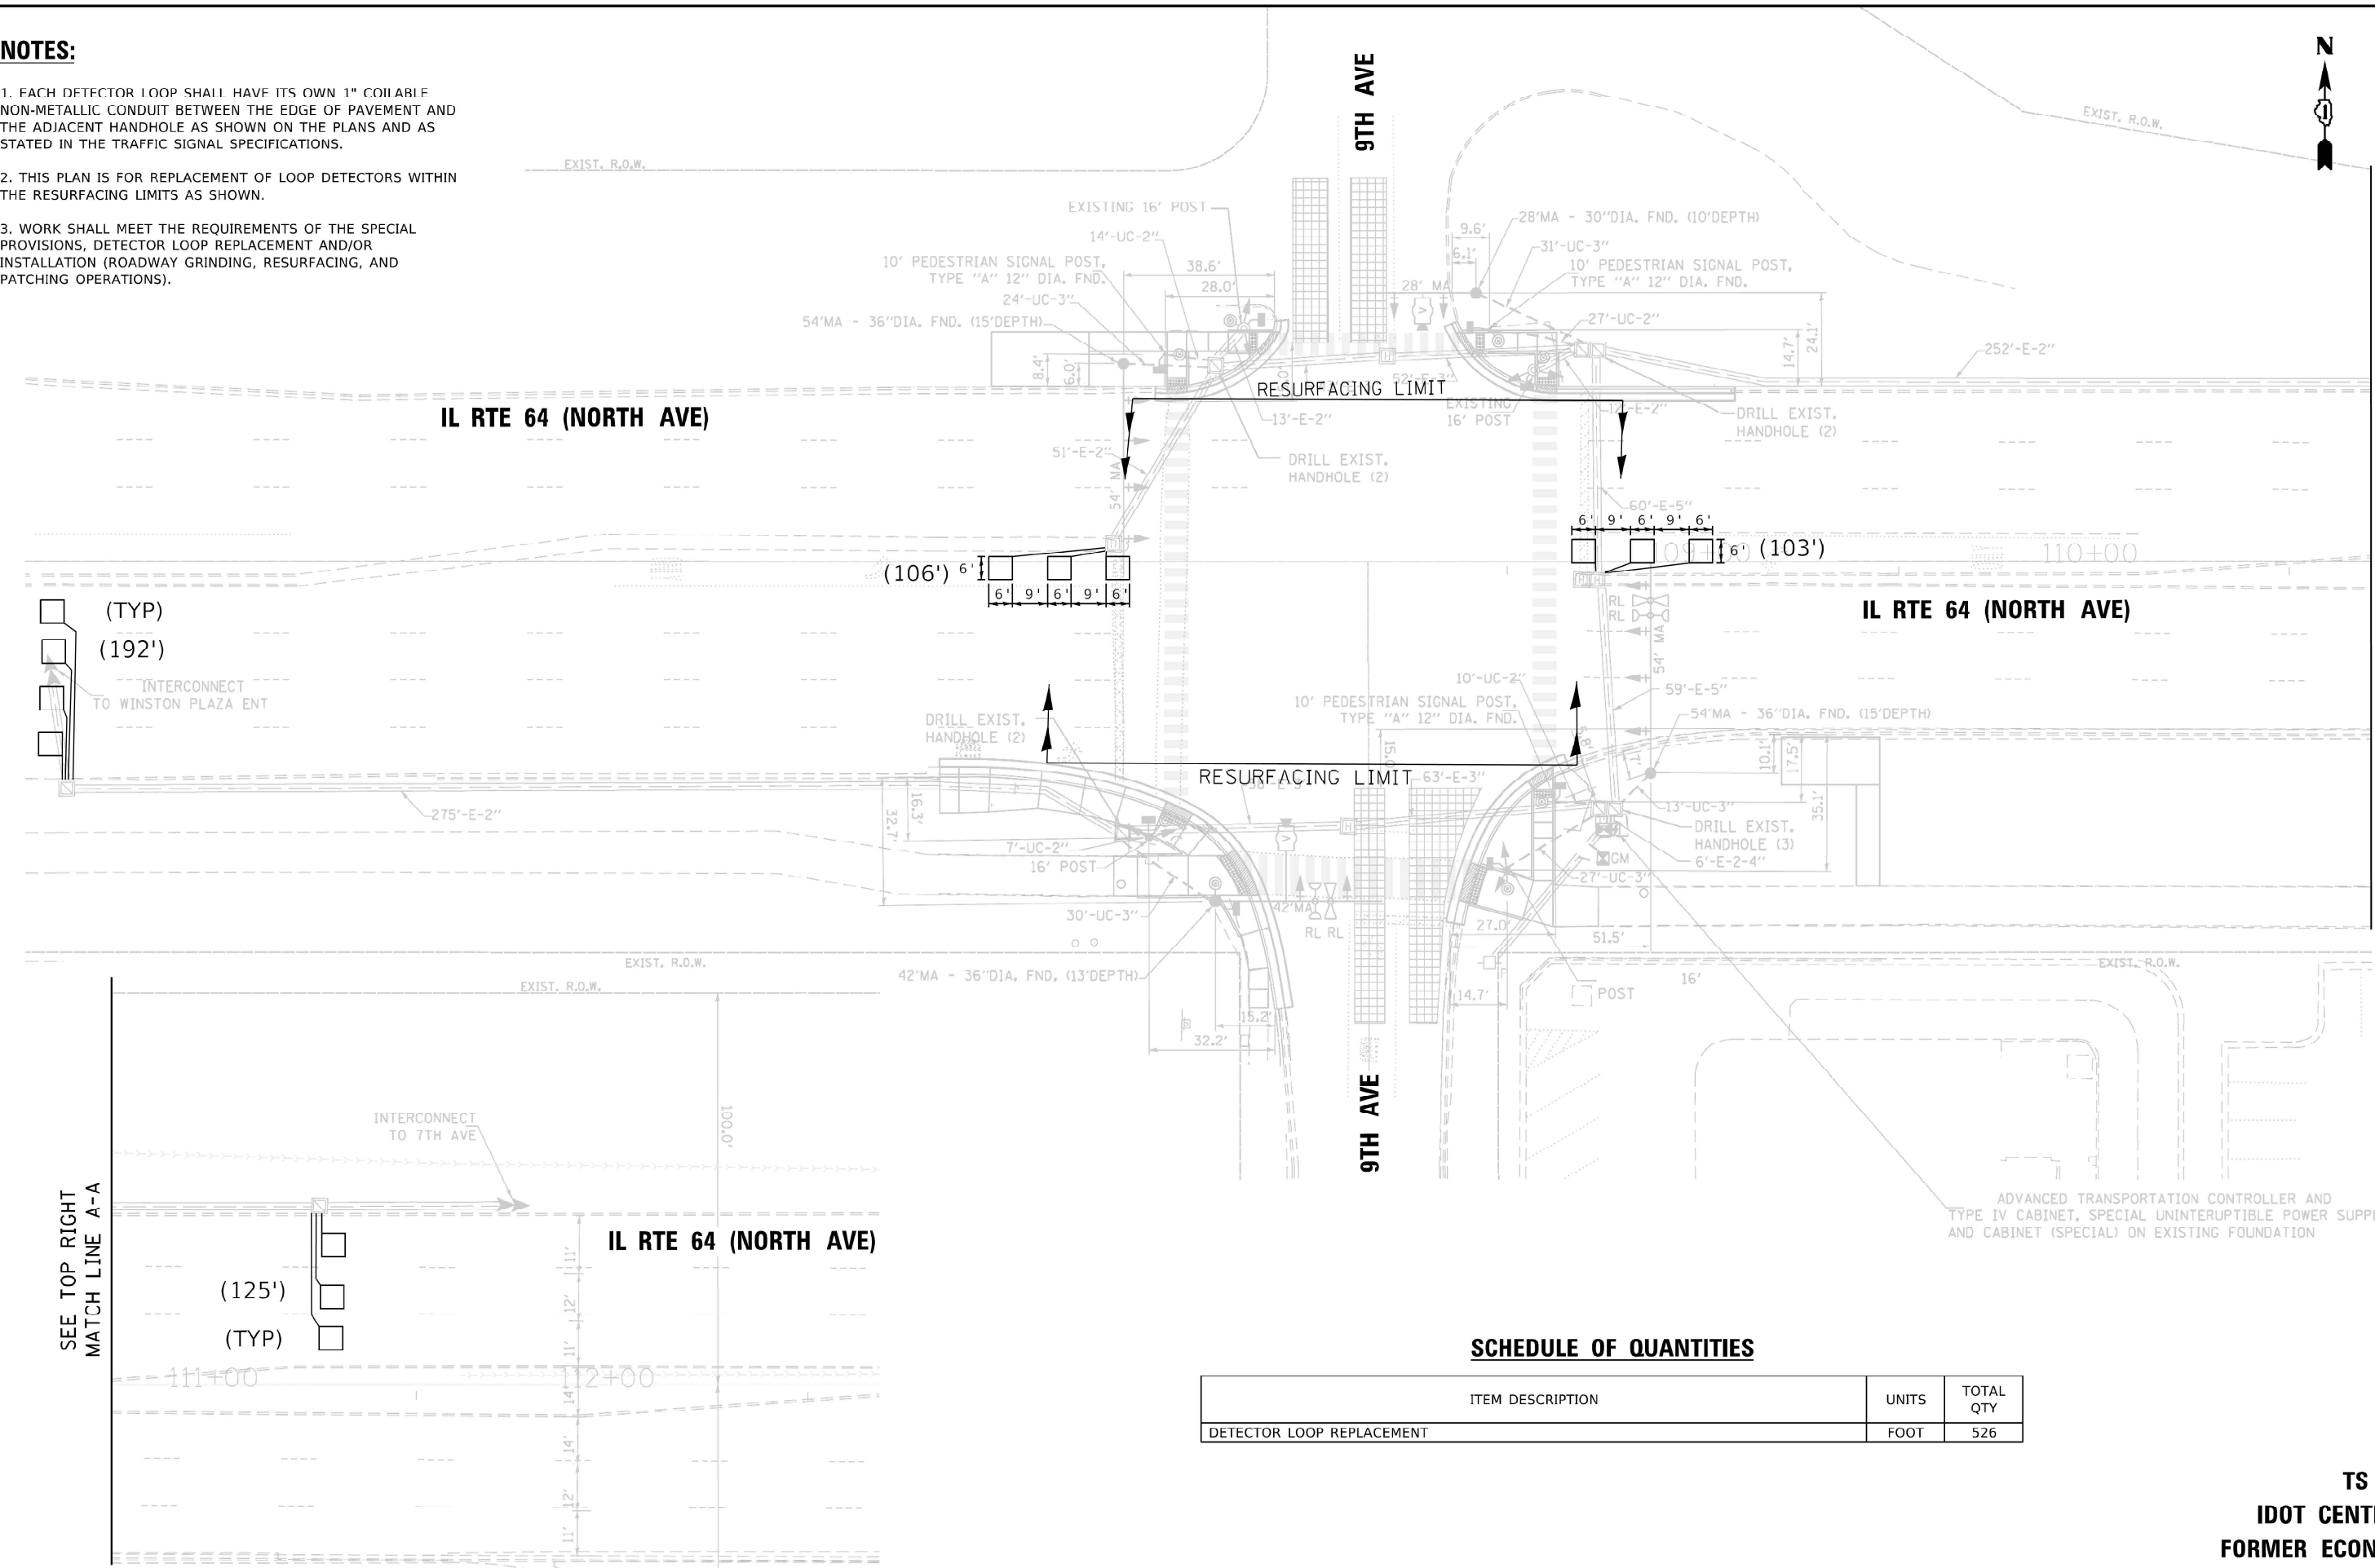 NOTES:
1. EACH DETECTOR LOOP SHALL HAVE ITS OWN 1" COILABLE
NON-METALLIC CONDUIT BETWEEN THE EDGE OF PAVEMENT AND
THE ADJACENT HANDHOLE AS SHOWN ON THE PLANS AND AS
STATED IN THE TRAFFIC SIGNAL SPECIFICATIONS.
2. THIS PLAN IS FOR REPLACEMENT OF LOOP DETECTORS WITHIN
THE RESURFACING LIMITS AS SHOWN.
3. WORK SHALL MEET THE REQUIREMENTS OF THE SPECIAL
PROVISIONS, DETECTOR LOOP REPLACEMENT AND/OR
INSTALLATION (ROADWAY GRINDING, RESURFACING, AND
PATCHING OPERATIONS).
N
9TH AVE
EXIST. R.O.W.
EXIST. R.O.W.
EXISTING 16' POST
14'-UC-2"
10' PEDESTRIAN SIGNAL POST,
TYPE "A" 12" DIA. FND.
24'-UC-3"
54'MA - 36"DIA. FND. (15'DEPTH)
38.6'
28.0'
8.4'
6.0'
28' MA
V
9.6'
6.1'
28'MA - 30"DIA. FND. (10'DEPTH)
31'-UC-3"
10' PEDESTRIAN SIGNAL POST,
TYPE "A" 12" DIA. FND.
27'-UC-2"
14.7'
24.1'
252'-E-2"
H
52'-E-3"
RESURFACING LIMIT
IL RTE 64 (NORTH AVE)
13'-E-2"
EXISTING
16' POST
12'-E-2"
DRILL EXIST.
HANDHOLE (2)
51'-E-2"
DRILL EXIST.
HANDHOLE (2)
54' MA
60'-E-5"
6' 9' 6' 9' 6'
6' (103')
109+00
110+00
(106') 6'
6' 9' 6' 9' 6'
RL
RL
IL RTE 64 (NORTH AVE)
54' MA
(TYP)
(192')
INTERCONNECT
TO WINSTON PLAZA ENT
10'-UC-2"
10' PEDESTRIAN SIGNAL POST,
TYPE "A" 12" DIA. FND.
59'-E-5"
54'MA - 36"DIA. FND. (15'DEPTH)
DRILL EXIST.
HANDHOLE (2)
15.0'
5.8'
10.1'
17.5'
35.1'
RESURFACING LIMIT
63'-E-3"
275'-E-2"
16.3'
32.7'
13'-UC-3"
DRILL EXIST.
HANDHOLE (3)
6'-E-2-4"
7'-UC-2"
16' POST
H
V
GM
27'-UC-3"
30'-UC-3"
42'MA
RL RL
27.0'
51.5'
EXIST. R.O.W.
EXIST. R.O.W.
42'MA - 36"DIA. FND. (13'DEPTH)
14.7'
POST
16'
15.2'
32.2'
9TH AVE
EXIST. R.O.W.
100.0'
INTERCONNECT
TO 7TH AVE
SEE TOP RIGHT
MATCH LINE A-A
IL RTE 64 (NORTH AVE)
(125')
(TYP)
11'
12'
11'
111+00
112+00
14'
14'
12'
11'
ADVANCED TRANSPORTATION CONTROLLER AND
TYPE IV CABINET, SPECIAL UNINTERUPTIBLE POWER SUPP
AND CABINET (SPECIAL) ON EXISTING FOUNDATION
SCHEDULE OF QUANTITIES
ITEM DESCRIPTION UNITS TOTAL QTY
DETECTOR LOOP REPLACEMENT FOOT 526
TS
IDOT CENT
FORMER ECON